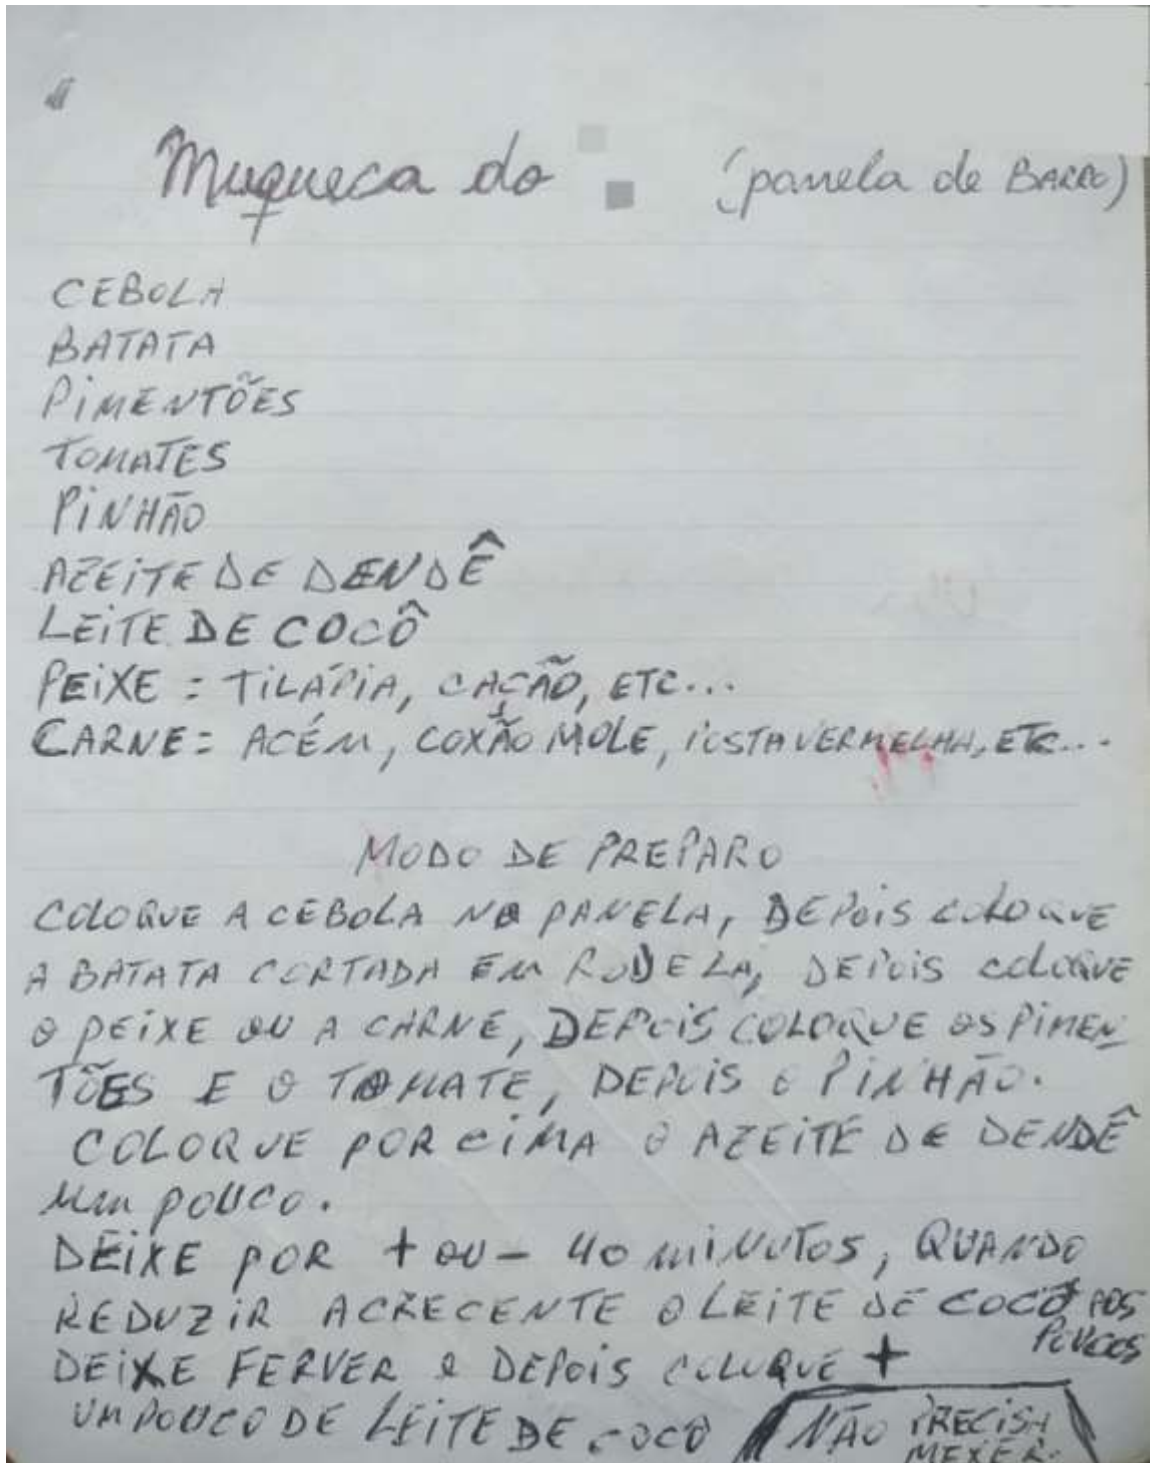 Muqueca do (panela de BARRO)
CEBOLA
BATATA
PIMENTÕES
TOMATES
PINHÃO
AZEITE DE DENDÊ
LEITE DE COCÔ
PEIXE = TILÁPIA, CAÇÃO, ETC...
CARNE = ACÉM, COXÃO MOLE, POSTA VERMELHA, ETC...
MODO DE PREPARO
COLOQUE A CEBOLA NA PANELA, DEPOIS COLOQUE
A BATATA CORTADA EM RODELA, DEPOIS COLOQUE
O PEIXE OU A CARNE, DEPOIS COLOQUE OS PIMEN
TÕES E O TOMATE, DEPOIS O PINHÃO.
COLOQUE POR CIMA O AZEITE DE DENDÊ
UM POUCO.
DEIXE POR + OU - 40 MINUTOS, QUANDO
REDUZIR ACRECENTE O LEITE DE COCÔ AOS
POUCOS
DEIXE FERVER E DEPOIS COLOQUE +
UM POUCO DE LEITE DE COCO
NÃO PRECISA
MEXER.